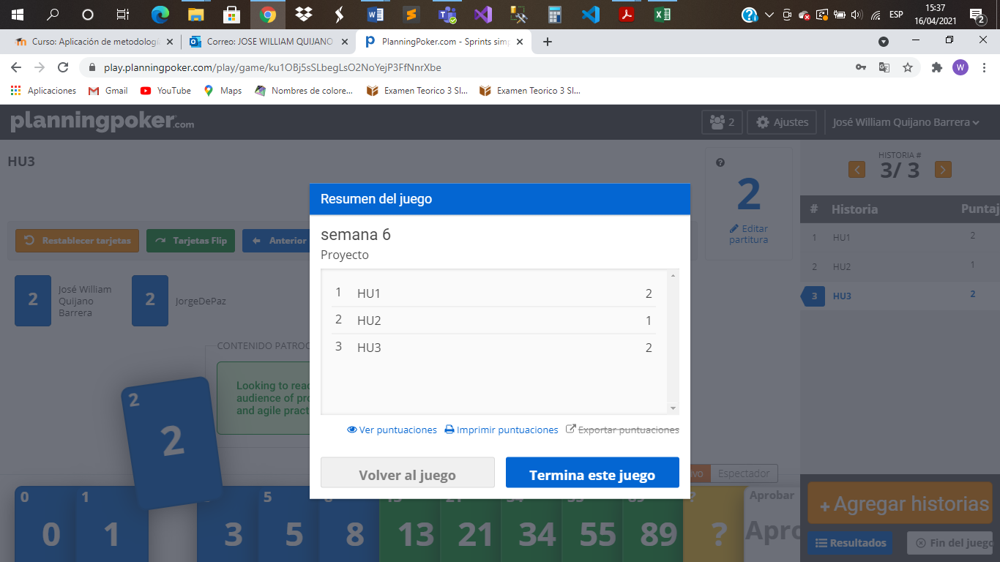 15:37
ESP
16/04/2021
2
Curso: Aplicación de metodologí
Correo: JOSE WILLIAM QUIJANO
PlanningPoker.com - Sprints sim
play.planningpoker.com/play/game/ku1OBj5sSLbegLsO2NoYejP3FfNnrXbe
W
Aplicaciones
Gmail
YouTube
Maps
Nombres de colore...
Examen Teorico 3 SI...
Examen Teorico 3 SI...
planningpoker.com
2
Ajustes
José William Quijano Barrera
HU3
2
Editar
partitura
HISTORIA #
3/ 3
# Historia Puntaj
1 HU1 2
2 HU2 1
3 HU3 2
Restablecer tarjetas
Tarjetas Flip
Anterior
2
José William
Quijano
Barrera
2
JorgeDePaz
CONTENIDO PATROC
Looking to read
audience of pro
and agile pract
Resumen del juego
semana 6
Proyecto
1 HU1 2
2 HU2 1
3 HU3 2
Ver puntuaciones
Imprimir puntuaciones
Exportar puntuaciones
Volver al juego
Termina este juego
Espectador
2
2
0
0
1
1
3
5
5
8
13
21
34
55
89
?
Aprobar
Apro
+ Agregar historias
Resultados
Fin del juego